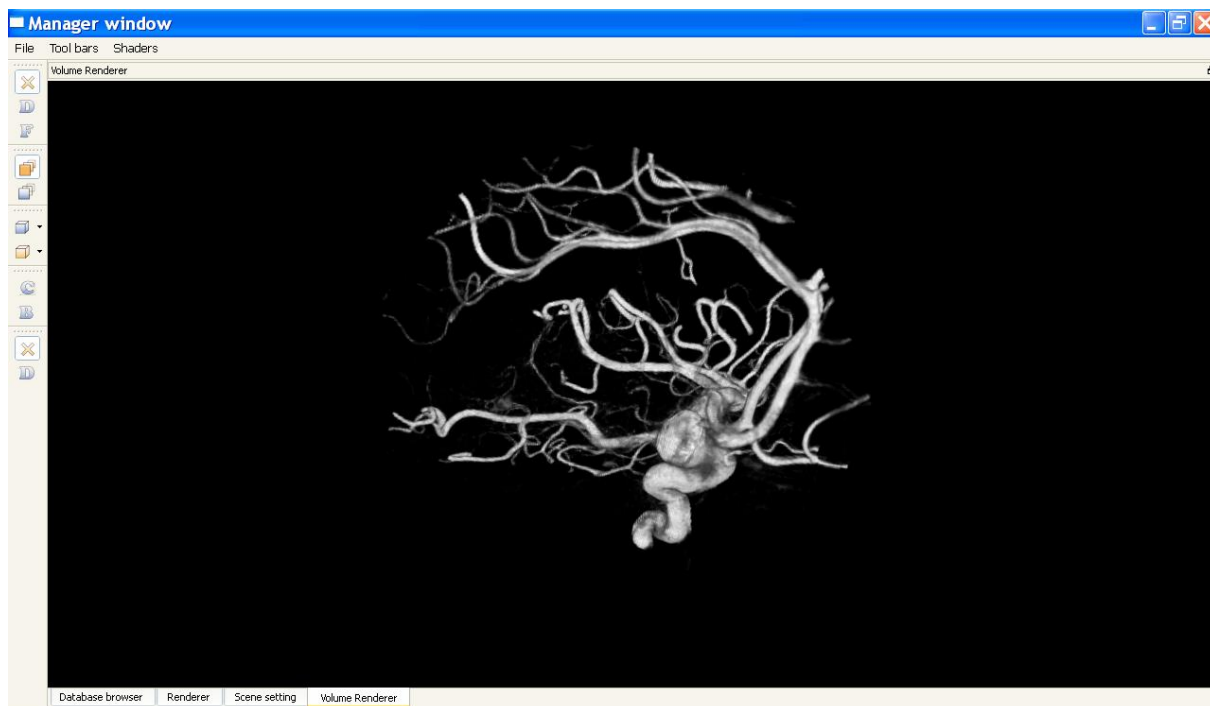 Manager window
File Tool bars Shaders
Volume Renderer
D
F
C
B
D
Database browser Renderer Scene setting Volume Renderer